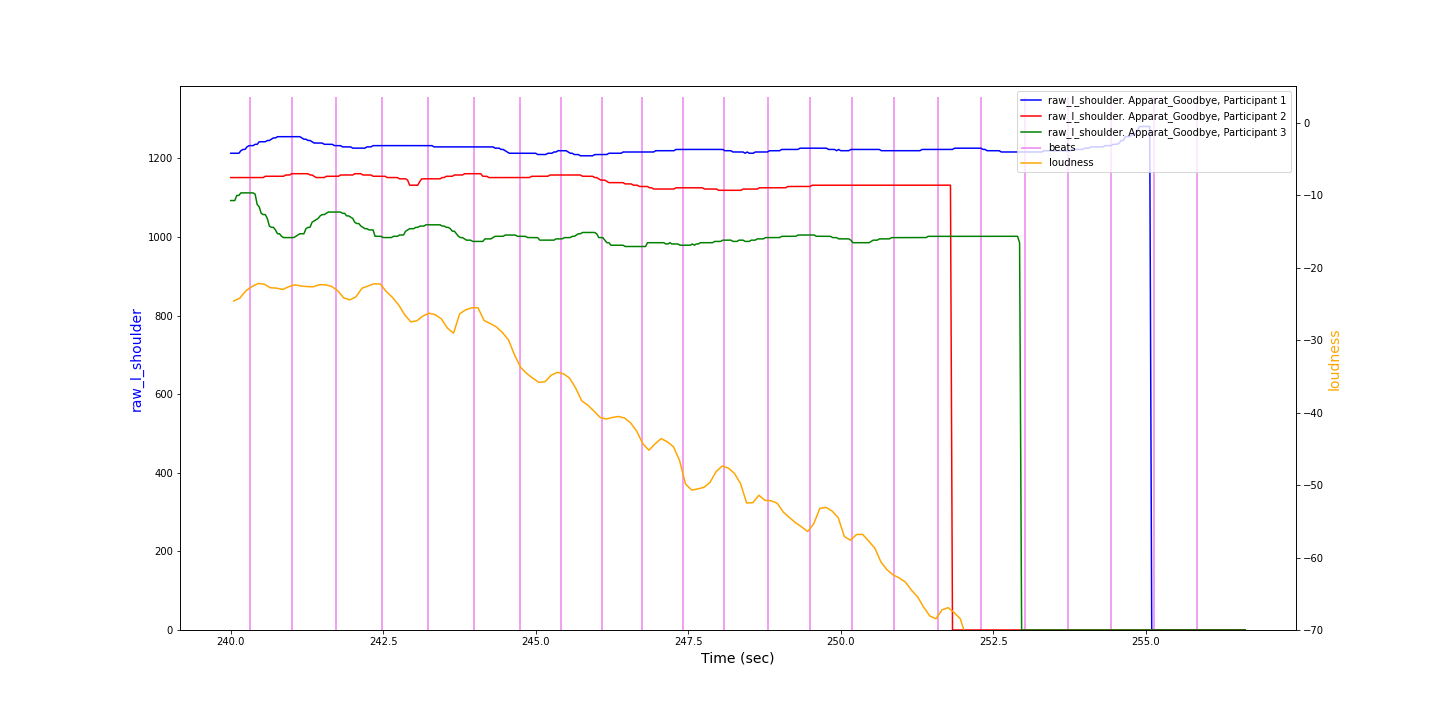 raw_l_shoulder. Apparat_Goodbye, Participant 1
raw_l_shoulder. Apparat_Goodbye, Participant 2
raw_l_shoulder. Apparat_Goodbye, Participant 3
beats
loudness
1200
1000
800
600
400
200
0
raw_l_shoulder
0
−10
−20
−30
−40
−50
−60
−70
loudness
240.0 242.5 245.0 247.5 250.0 252.5 255.0
Time (sec)